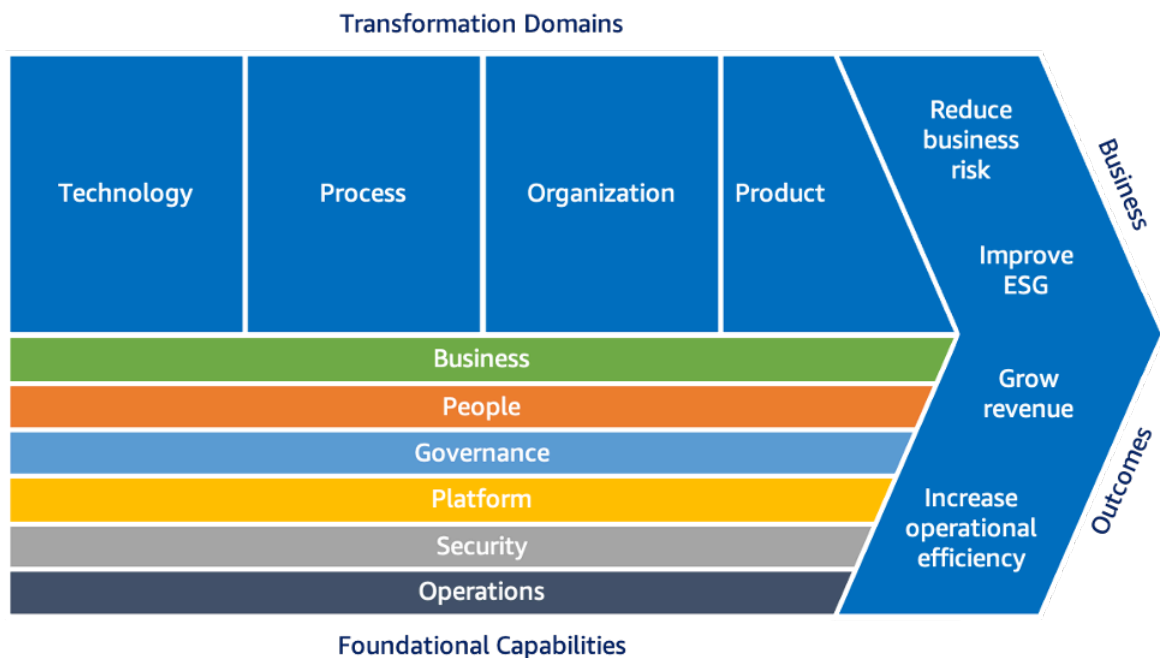 Transformation Domains
Technology
Process
Organization
Product
Reduce
business
risk
Improve
ESG
Grow
revenue
Increase
operational
efficiency
Business
Outcomes
Business
People
Governance
Platform
Security
Operations
Foundational Capabilities